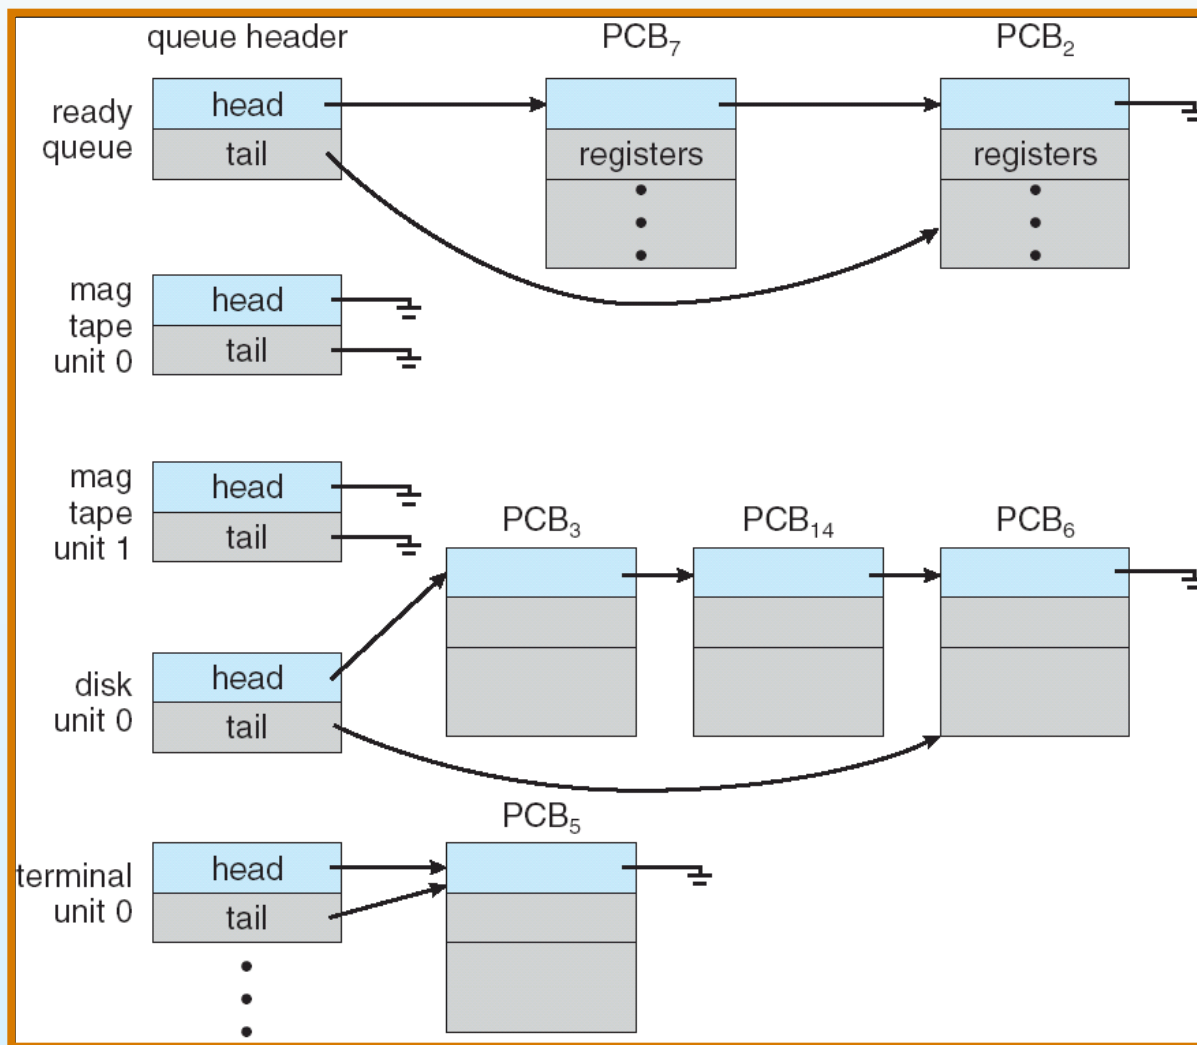 queue header
PCB₇
PCB₂
ready
queue
head
tail
registers
registers
mag
tape
unit 0
head
tail
mag
tape
unit 1
head
tail
PCB₃
PCB₁₄
PCB₆
disk
unit 0
head
tail
PCB₅
terminal
unit 0
head
tail